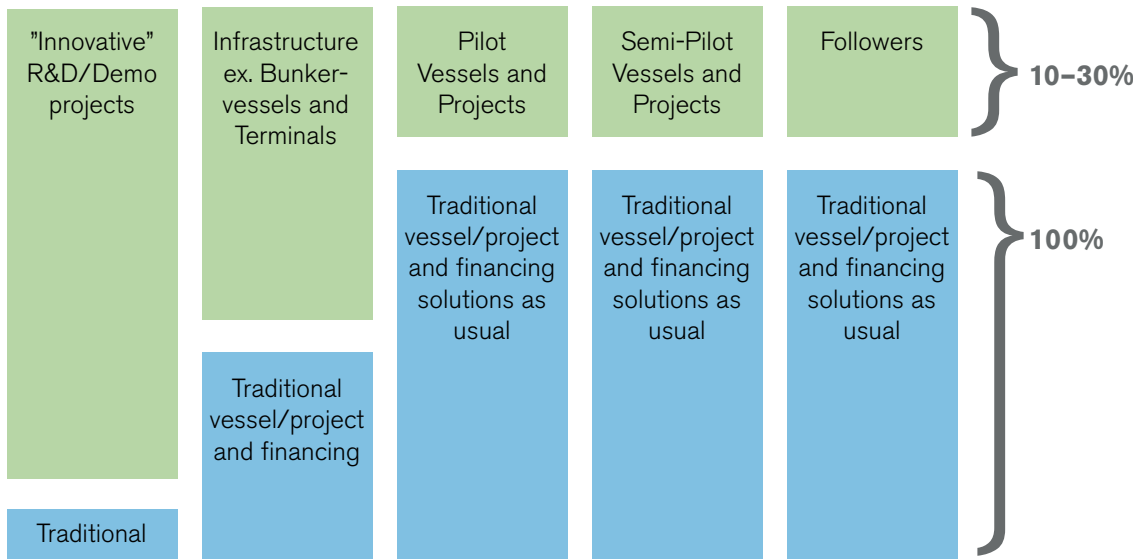 ”Innovative”
R&D/Demo
projects
Infrastructure
ex. Bunker-
vessels and
Terminals
Pilot
Vessels and
Projects
Semi-Pilot
Vessels and
Projects
Followers
10–30%
Traditional
vessel/project
and financing
solutions as
usual
Traditional
vessel/project
and financing
solutions as
usual
Traditional
vessel/project
and financing
solutions as
usual
100%
Traditional
vessel/project
and financing
Traditional